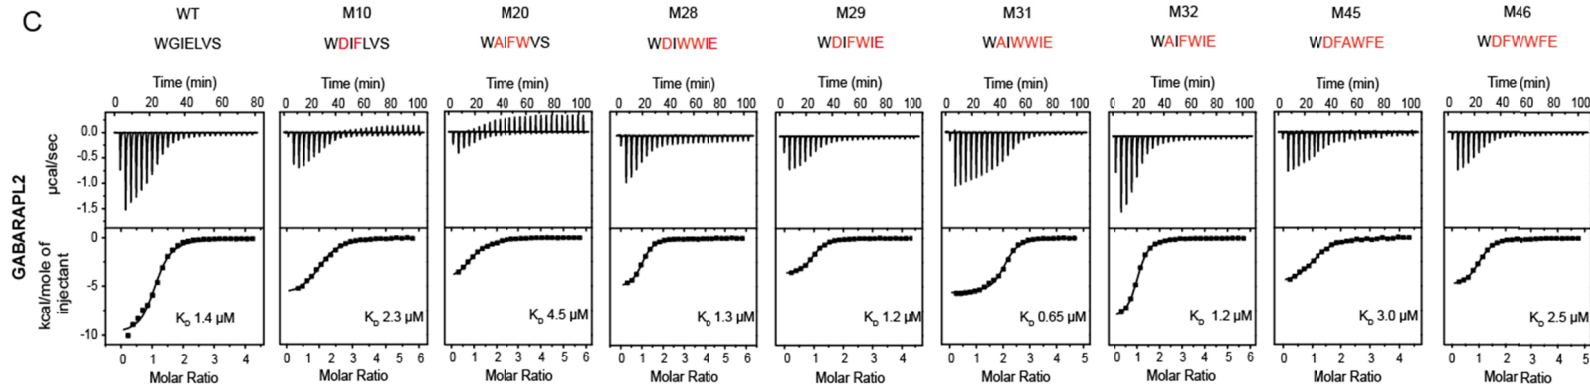 C
WT M10 M20 M28 M29 M31 M32 M45 M46
WGIELVS WDIFLVS WAIFWVS WDIWWIE WDIFWIE WAIWWIE WAIFWIE WDFAWFE WDFWWFE
Time (min) Time (min) Time (min) Time (min) Time (min) Time (min) Time (min) Time (min) Time (min)
0 20 40 60 80 0 20 40 60 80 100 0 20 40 60 80 100 0 20 40 60 80 100 0 20 40 60 80 100 0 20 40 60 80 100 0 20 40 60 80 100 0 20 40 60 80 100 0 20 40 60 80 100
0.0
-0.5
-1.0
-1.5
µcal/sec
GABARAPL2
0
-5
-10
kcal/mole of
injectant
K_D 1.4 µM K_D 2.3 µM K_D 4.5 µM K_D 1.3 µM K_D 1.2 µM K_D 0.65 µM K_D 1.2 µM K_D 3.0 µM K_D 2.5 µM
0 1 2 3 4 0 1 2 3 4 5 6 0 1 2 3 4 5 6 0 1 2 3 4 5 6 0 1 2 3 4 0 1 2 3 4 5 0 1 2 3 4 5 6 0 1 2 3 4 0 1 2 3 4 5
Molar Ratio Molar Ratio Molar Ratio Molar Ratio Molar Ratio Molar Ratio Molar Ratio Molar Ratio Molar Ratio